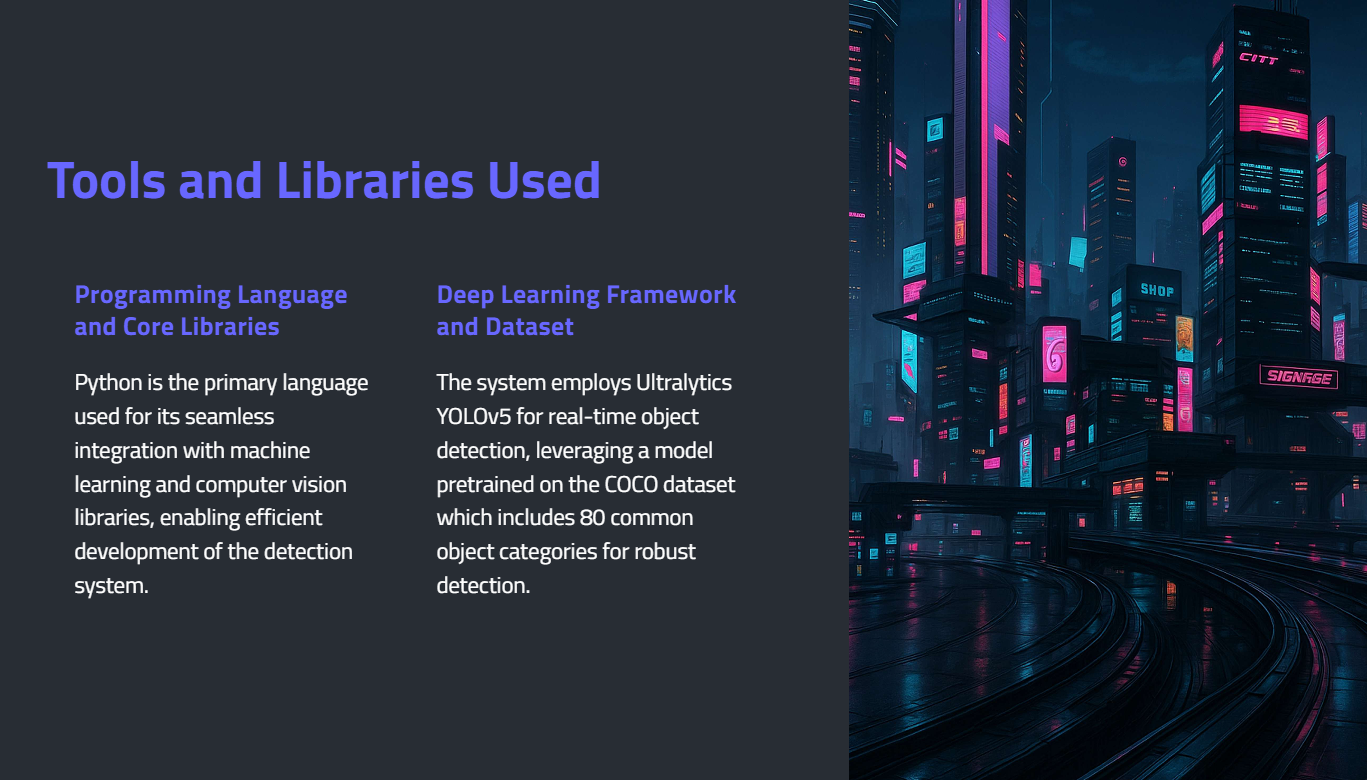 Tools and Libraries Used
Programming Language
and Core Libraries
Python is the primary language
used for its seamless
integration with machine
learning and computer vision
libraries, enabling efficient
development of the detection
system.
Deep Learning Framework
and Dataset
The system employs Ultralytics
YOLOv5 for real-time object
detection, leveraging a model
pretrained on the COCO dataset
which includes 80 common
object categories for robust
detection.
CITT
SHOP
6
SIGNAGE